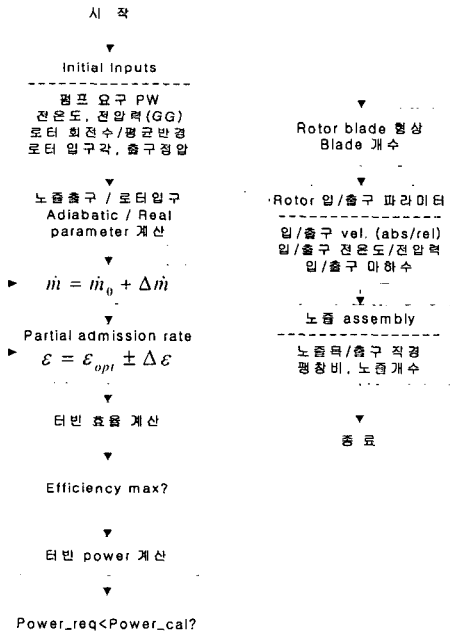 시 작
Initial Inputs
펌프 요구 PW
전온도, 전압력(GG)
로터 회전수/평균반경
로터 입구각, 출구정압
노즐출구 / 로터입구
Adiabatic / Real
parameter 계산
ṁ = ṁ₀ + Δṁ
Partial admission rate
ε = ε_opt ± Δε
터빈 효율 계산
Efficiency max?
터빈 power 계산
Power_req<Power_cal?
Rotor blade 형상
Blade 개수
Rotor 입/출구 파라미터
입/출구 vel. (abs/rel)
입/출구 전온도/전압력
입/출구 마하수
노즐 assembly
노즐목/출구 직경
팽창비, 노즐개수
종 료